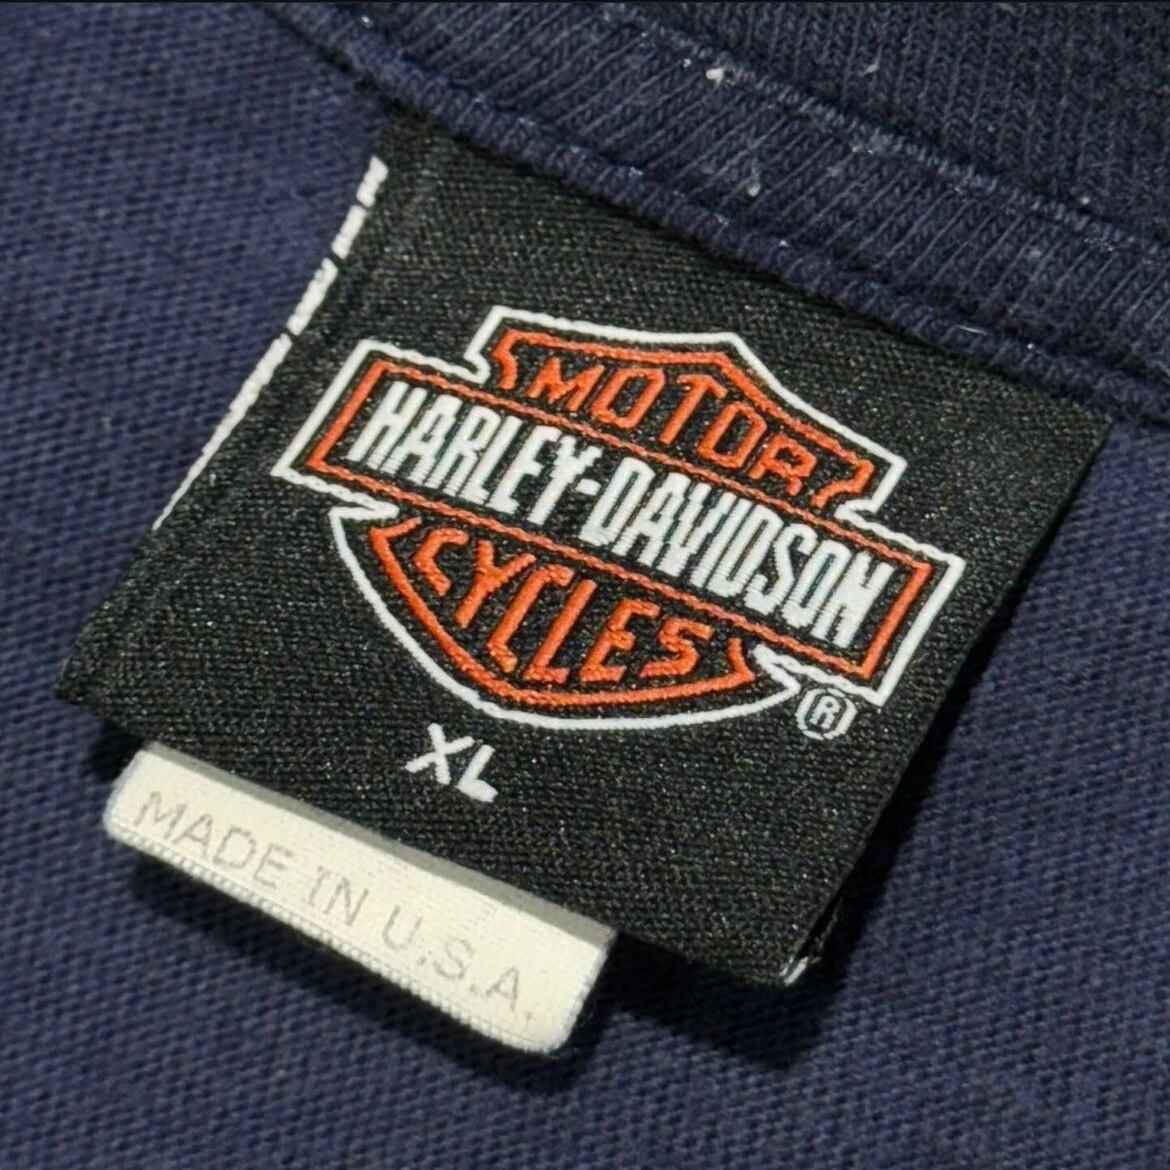 MOTOR
HARLEY-DAVIDSON
CYCLES
®
XL
MADE IN U.S.A.